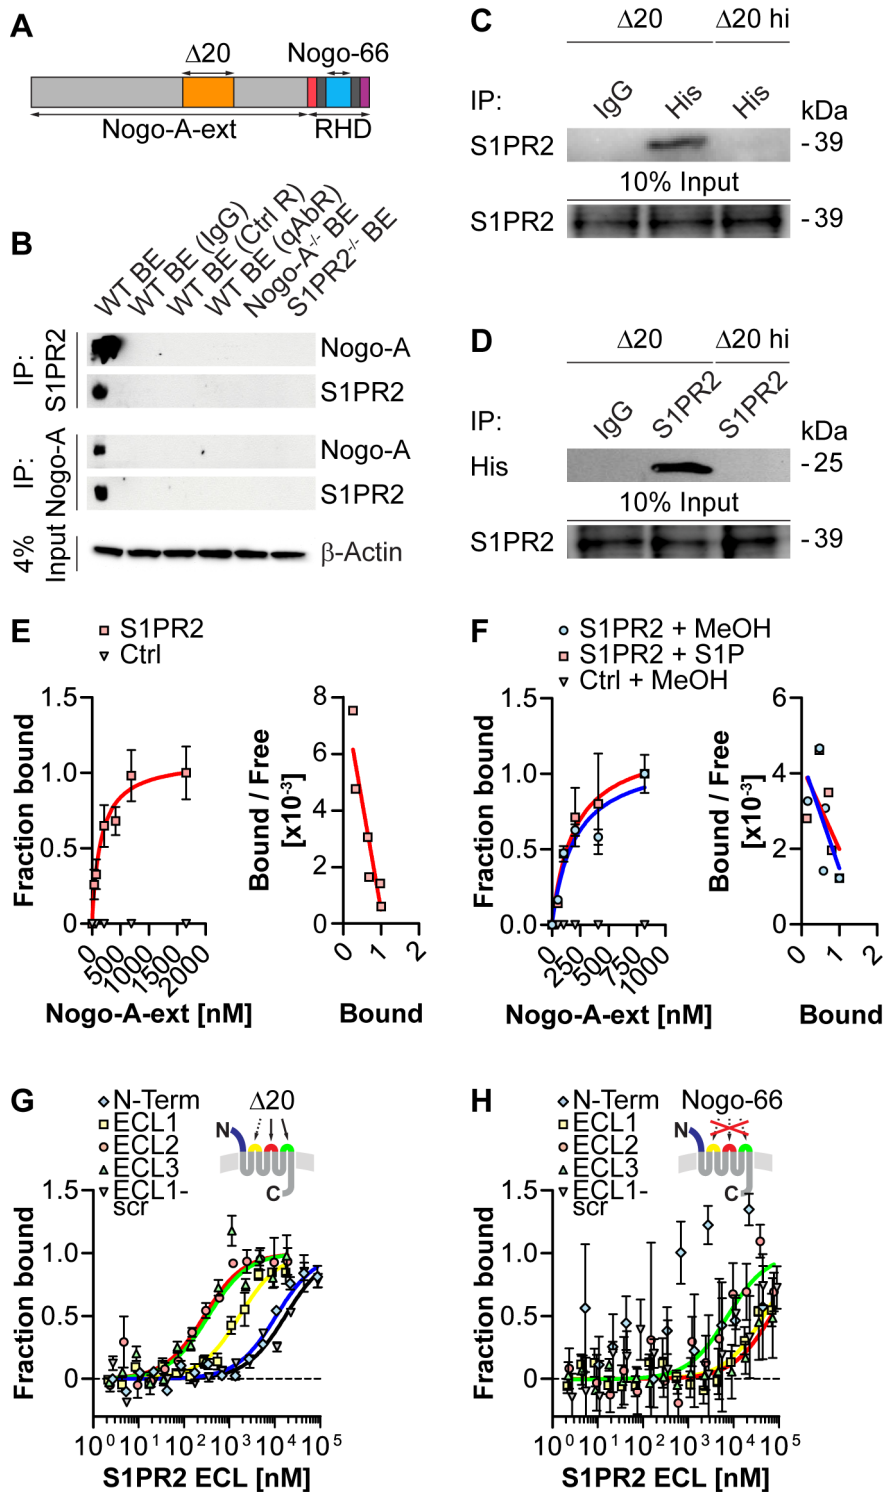 A
Δ20
Nogo-66
Nogo-A-ext
RHD
B
WT BE
WT BE (IgG)
WT BE (Ctrl R)
WT BE (qAbR)
Nogo-A-/- BE
S1PR2-/- BE
IP: S1PR2
Nogo-A
S1PR2
IP: Nogo-A
Nogo-A
S1PR2
4% Input
β-Actin
C
Δ20
Δ20 hi
IP:
IgG
His
His
kDa
S1PR2
-39
10% Input
S1PR2
-39
D
Δ20
Δ20 hi
IP:
IgG
S1PR2
S1PR2
kDa
His
-25
10% Input
S1PR2
-39
E
S1PR2
Ctrl
Fraction bound
1.5
1.0
0.5
0
0
500
1000
1500
2000
Nogo-A-ext [nM]
Bound / Free
[x10-3]
8
6
4
2
0
0
1
2
Bound
F
S1PR2 + MeOH
S1PR2 + S1P
Ctrl + MeOH
Fraction bound
1.5
1.0
0.5
0.0
0
250
500
750
1000
Nogo-A-ext [nM]
Bound / Free
[x10-3]
6
4
2
0
0
1
2
Bound
G
N-Term
ECL1
ECL2
ECL3
ECL1-
scr
Δ20
N
C
Fraction bound
1.5
1.0
0.5
0
100 101 102 103 104 105
S1PR2 ECL [nM]
H
N-Term
ECL1
ECL2
ECL3
ECL1-
scr
Nogo-66
N
C
Fraction bound
1.5
1.0
0.5
0
100 101 102 103 104 105
S1PR2 ECL [nM]